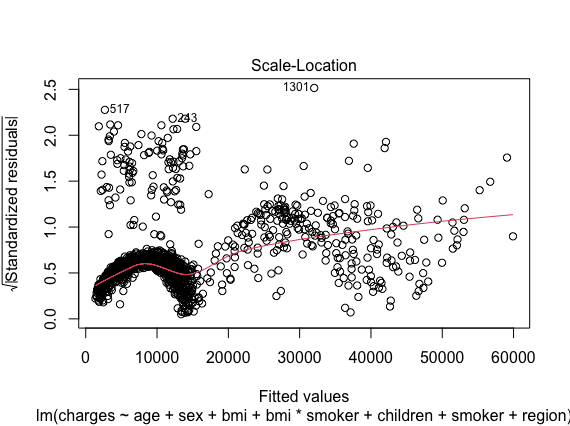 Scale-Location
√|Standardized residuals|
2.5
2.0
1.5
1.0
0.5
0.0
1301
517
243
0 10000 20000 30000 40000 50000 60000
Fitted values
lm(charges ~ age + sex + bmi + bmi * smoker + children + smoker + region)